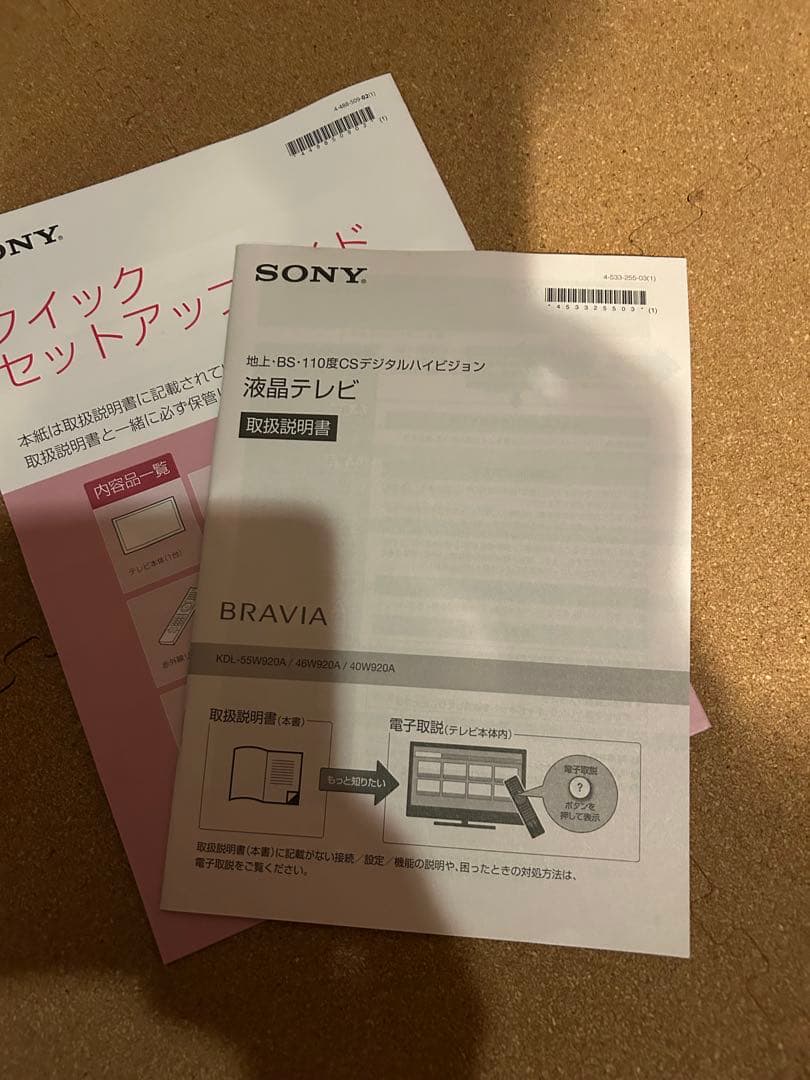 4-488-509-02(1)
(1)
SONY
クイック
セットアップ
本紙は取扱説明書に記載されて
取扱説明書と一緒に必ず保管
内容品一覧
テレビ本体(1台)
赤外線
SONY
4-533-255-03(1)
*453325503*(1)
地上・BS・110度CSデジタルハイビジョン
液晶テレビ
取扱説明書
BRAVIA
KDL-55W920A / 46W920A / 40W920A
取扱説明書(本書)
電子取説(テレビ本体内)
もっと知りたい
電子取説
?
ボタンを
押して表示
取扱説明書(本書)に記載がない接続/設定/機能の説明や、困ったときの対処方法は、
電子取説をご覧ください。